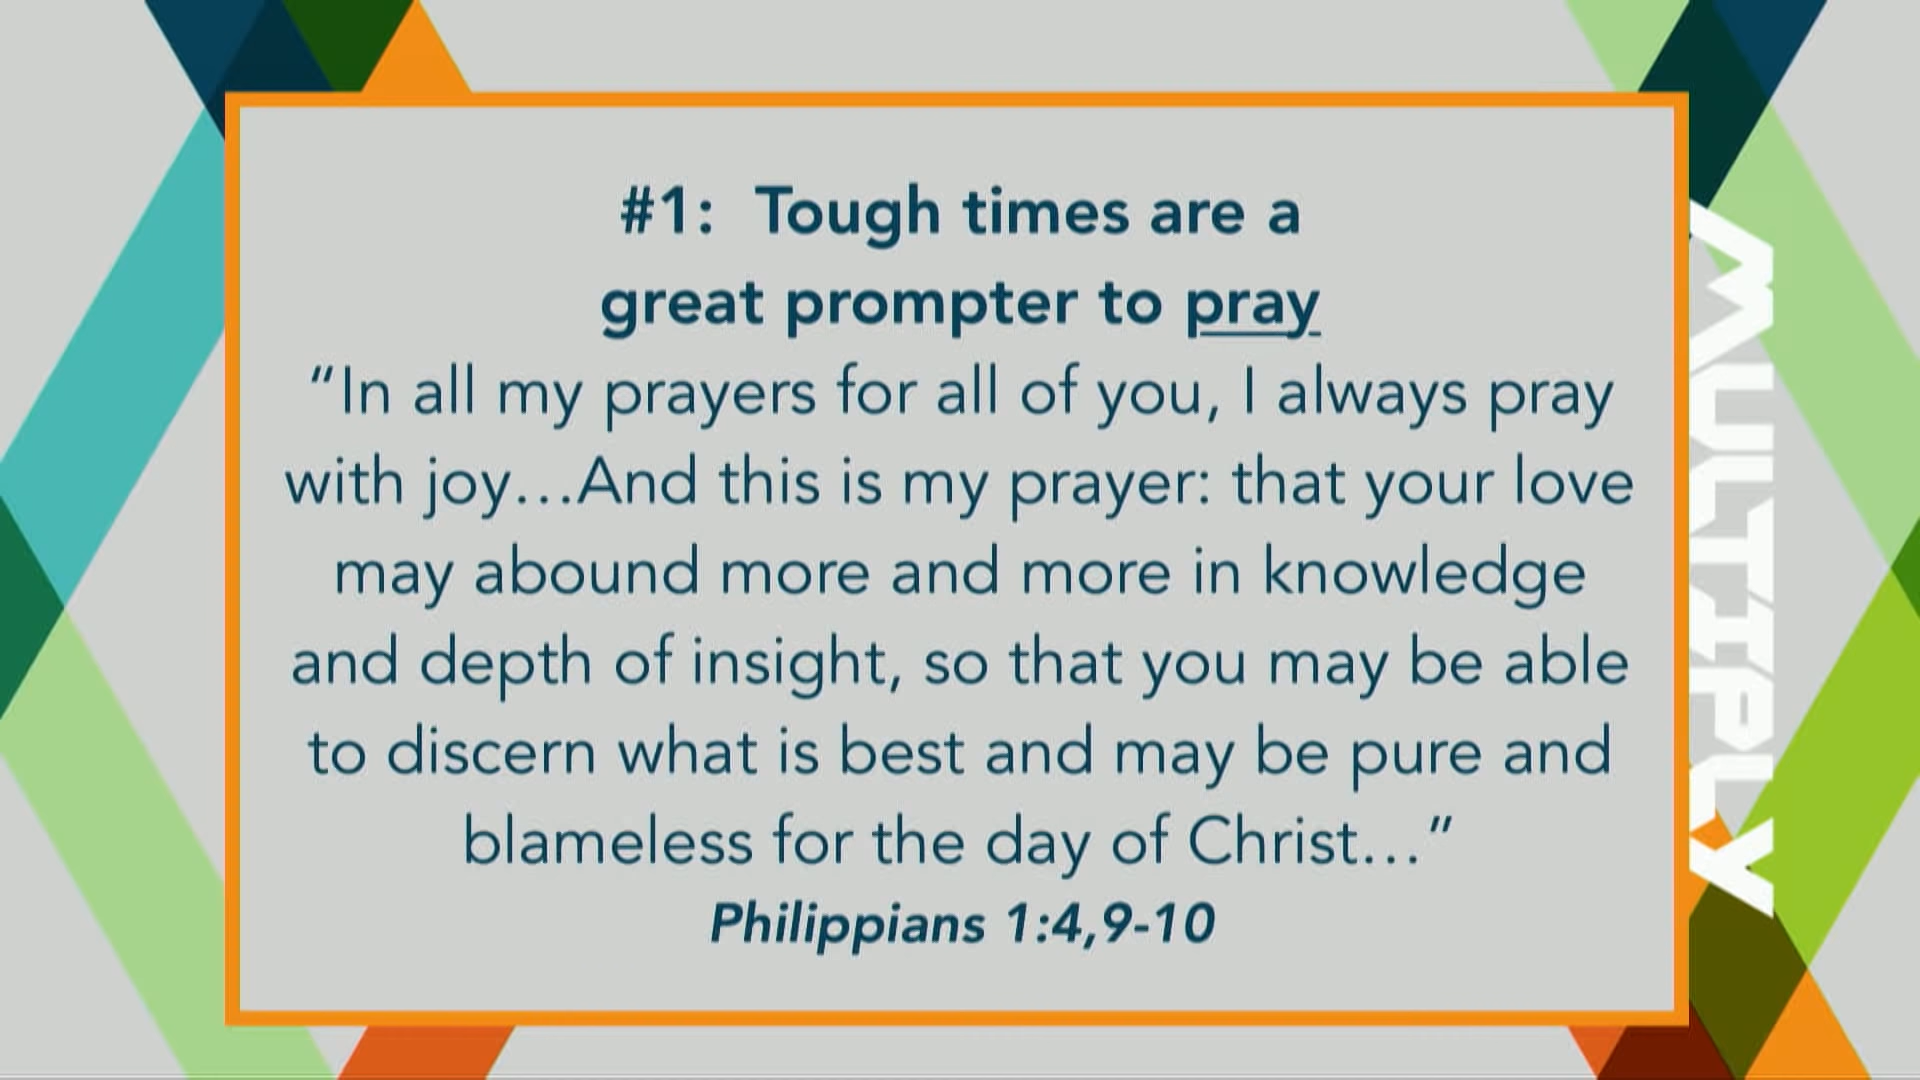 #1: Tough times are a
great prompter to pray
“In all my prayers for all of you, I always pray
with joy…And this is my prayer: that your love
may abound more and more in knowledge
and depth of insight, so that you may be able
to discern what is best and may be pure and
blameless for the day of Christ…”
Philippians 1:4,9-10
MULTIPLY